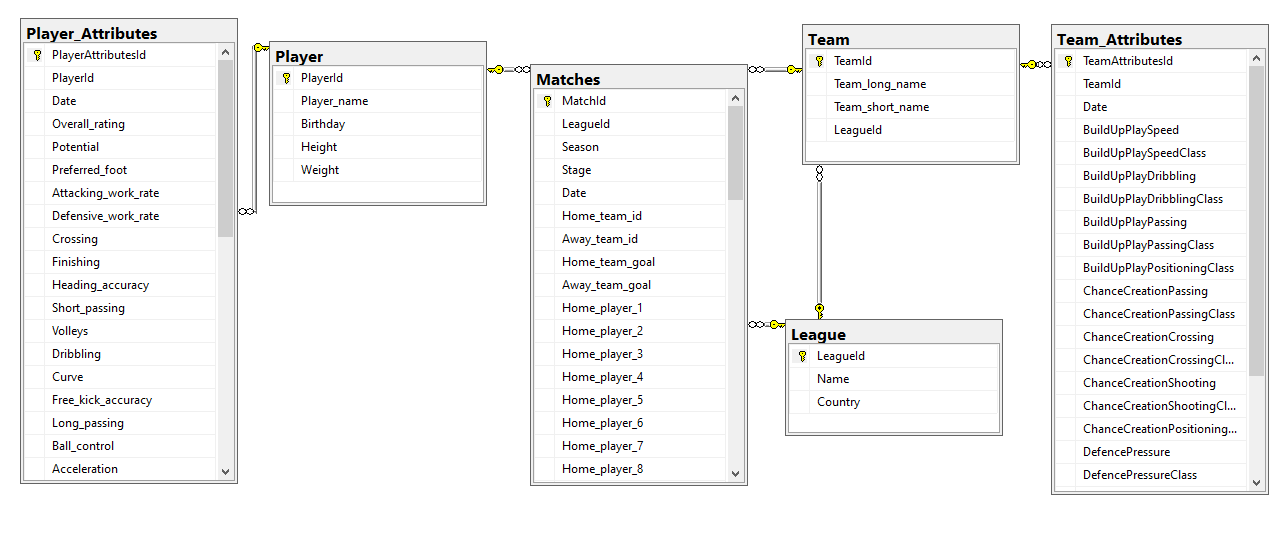 Player_Attributes
PlayerAttributesId
PlayerId
Date
Overall_rating
Potential
Preferred_foot
Attacking_work_rate
Defensive_work_rate
Crossing
Finishing
Heading_accuracy
Short_passing
Volleys
Dribbling
Curve
Free_kick_accuracy
Long_passing
Ball_control
Acceleration
Player
PlayerId
Player_name
Birthday
Height
Weight
Matches
MatchId
LeagueId
Season
Stage
Date
Home_team_id
Away_team_id
Home_team_goal
Away_team_goal
Home_player_1
Home_player_2
Home_player_3
Home_player_4
Home_player_5
Home_player_6
Home_player_7
Home_player_8
Team
TeamId
Team_long_name
Team_short_name
LeagueId
League
LeagueId
Name
Country
Team_Attributes
TeamAttributesId
TeamId
Date
BuildUpPlaySpeed
BuildUpPlaySpeedClass
BuildUpPlayDribbling
BuildUpPlayDribblingClass
BuildUpPlayPassing
BuildUpPlayPassingClass
BuildUpPlayPositioningClass
ChanceCreationPassing
ChanceCreationPassingClass
ChanceCreationCrossing
ChanceCreationCrossingCl...
ChanceCreationShooting
ChanceCreationShootingCl...
ChanceCreationPositioning...
DefencePressure
DefencePressureClass